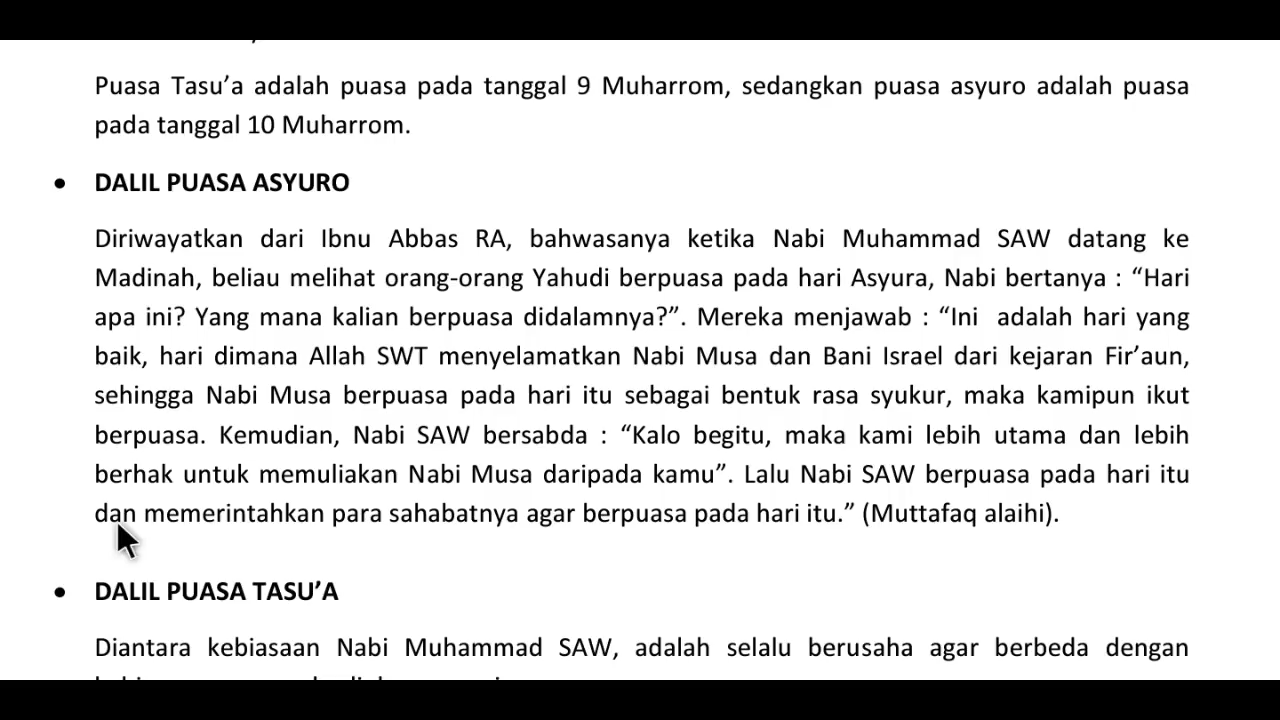 Puasa Tasu’a adalah puasa pada tanggal 9 Muharrom, sedangkan puasa asyuro adalah puasa
pada tanggal 10 Muharrom.
• DALIL PUASA ASYURO
Diriwayatkan dari Ibnu Abbas RA, bahwasanya ketika Nabi Muhammad SAW datang ke
Madinah, beliau melihat orang-orang Yahudi berpuasa pada hari Asyura, Nabi bertanya : “Hari
apa ini? Yang mana kalian berpuasa didalamnya?”. Mereka menjawab : “Ini adalah hari yang
baik, hari dimana Allah SWT menyelamatkan Nabi Musa dan Bani Israel dari kejaran Fir’aun,
sehingga Nabi Musa berpuasa pada hari itu sebagai bentuk rasa syukur, maka kamipun ikut
berpuasa. Kemudian, Nabi SAW bersabda : “Kalo begitu, maka kami lebih utama dan lebih
berhak untuk memuliakan Nabi Musa daripada kamu”. Lalu Nabi SAW berpuasa pada hari itu
dan memerintahkan para sahabatnya agar berpuasa pada hari itu.” (Muttafaq alaihi).
• DALIL PUASA TASU’A
Diantara kebiasaan Nabi Muhammad SAW, adalah selalu berusaha agar berbeda dengan